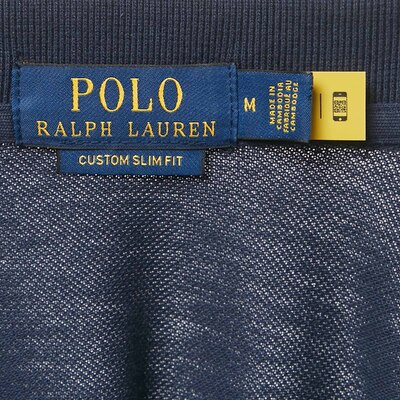 POLO
RALPH LAUREN
CUSTOM SLIM FIT
M
MADE IN
CAMBODIA
FABRIQUÉ AU
CAMBODGE